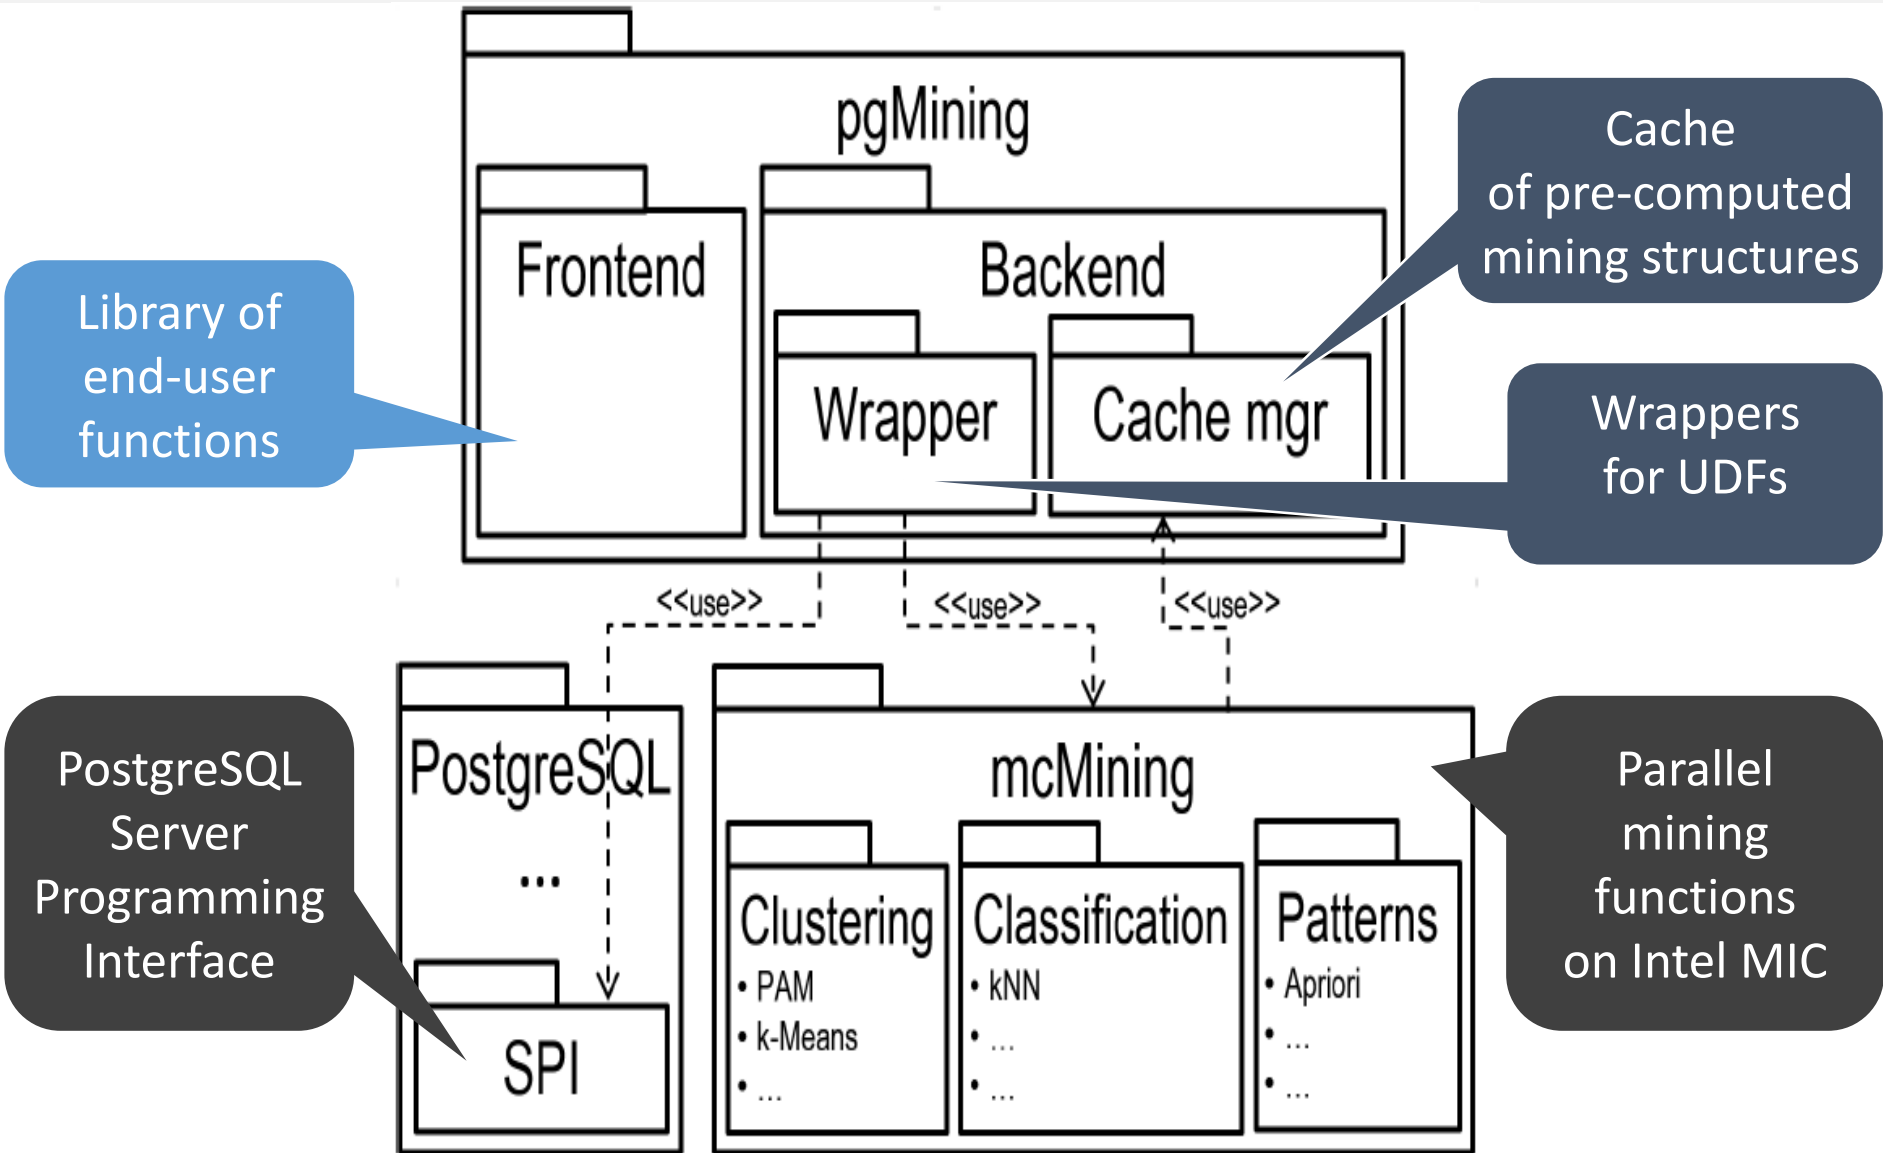 pgMining
Cache
of pre-computed
mining structures
Frontend
Backend
Library of
end-user
functions
Wrapper
Cache mgr
Wrappers
for UDFs
<<use>>
<<use>>
<<use>>
PostgreSQL
mcMining
PostgreSQL
Server
Programming
Interface
Parallel
mining
functions
on Intel MIC
...
Clustering
• PAM
• k-Means
• ...
Classification
• kNN
• ...
• ...
Patterns
• Apriori
• ...
• ...
SPI